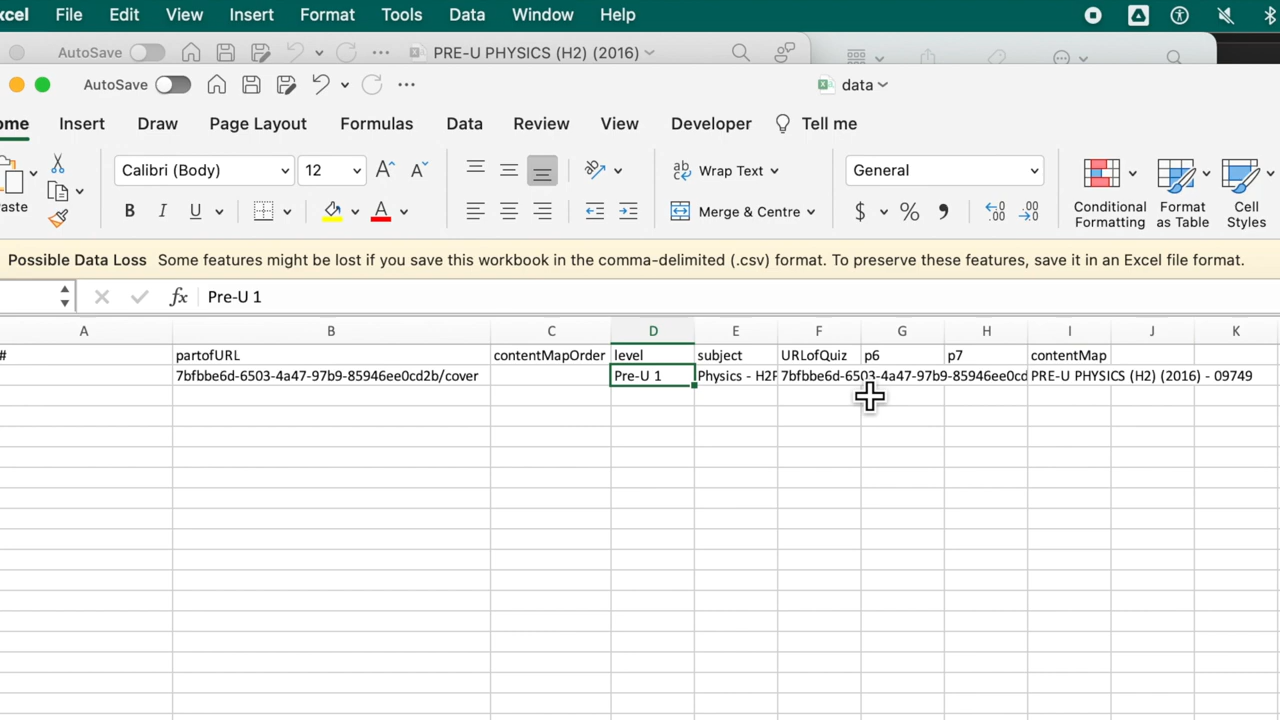 xcel File Edit View Insert Format Tools Data Window Help
AutoSave PRE-U PHYSICS (H2) (2016)
AutoSave data
ome Insert Draw Page Layout Formulas Data Review View Developer Tell me
Calibri (Body) 12 Wrap Text General
aste B I U Merge & Centre $ % Conditional Formatting Format as Table Cell Styles
Possible Data Loss Some features might be lost if you save this workbook in the comma-delimited (.csv) format. To preserve these features, save it in an Excel file format.
fx Pre-U 1
A B C D E F G H I J K
# partofURL contentMapOrder level subject URLofQuiz p6 p7 contentMap
7bfbbe6d-6503-4a47-97b9-85946ee0cd2b/cover Pre-U 1 Physics - H2P 7bfbbe6d-6503-4a47-97b9-85946ee0cd PRE-U PHYSICS (H2) (2016) - 09749